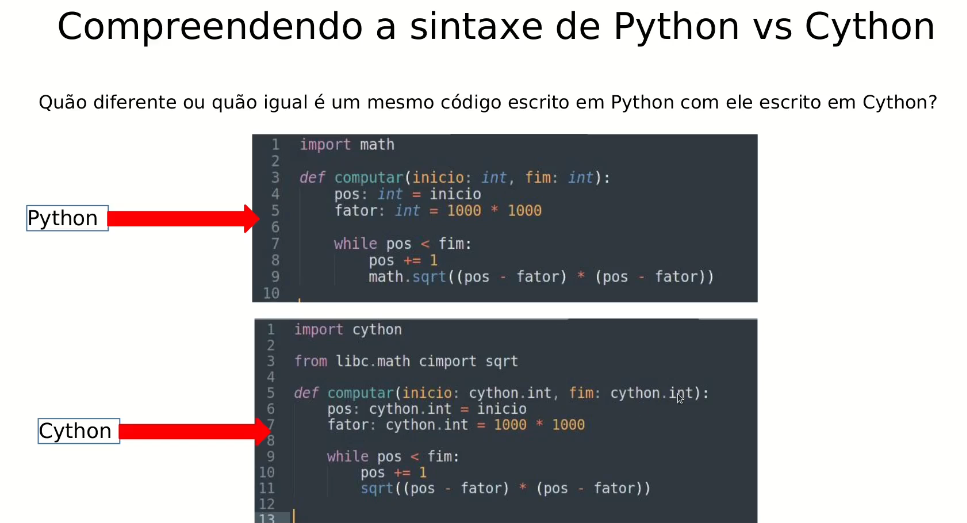 Compreendendo a sintaxe de Python vs Cython
Quão diferente ou quão igual é um mesmo código escrito em Python com ele escrito em Cython?
Python
1 import math
2
3 def computar(inicio: int, fim: int):
4     pos: int = inicio
5     fator: int = 1000 * 1000
6
7     while pos < fim:
8         pos += 1
9         math.sqrt((pos - fator) * (pos - fator))
10
Cython
1 import cython
2
3 from libc.math cimport sqrt
4
5 def computar(inicio: cython.int, fim: cython.int):
6     pos: cython.int = inicio
7     fator: cython.int = 1000 * 1000
8
9     while pos < fim:
10         pos += 1
11         sqrt((pos - fator) * (pos - fator))
12
13